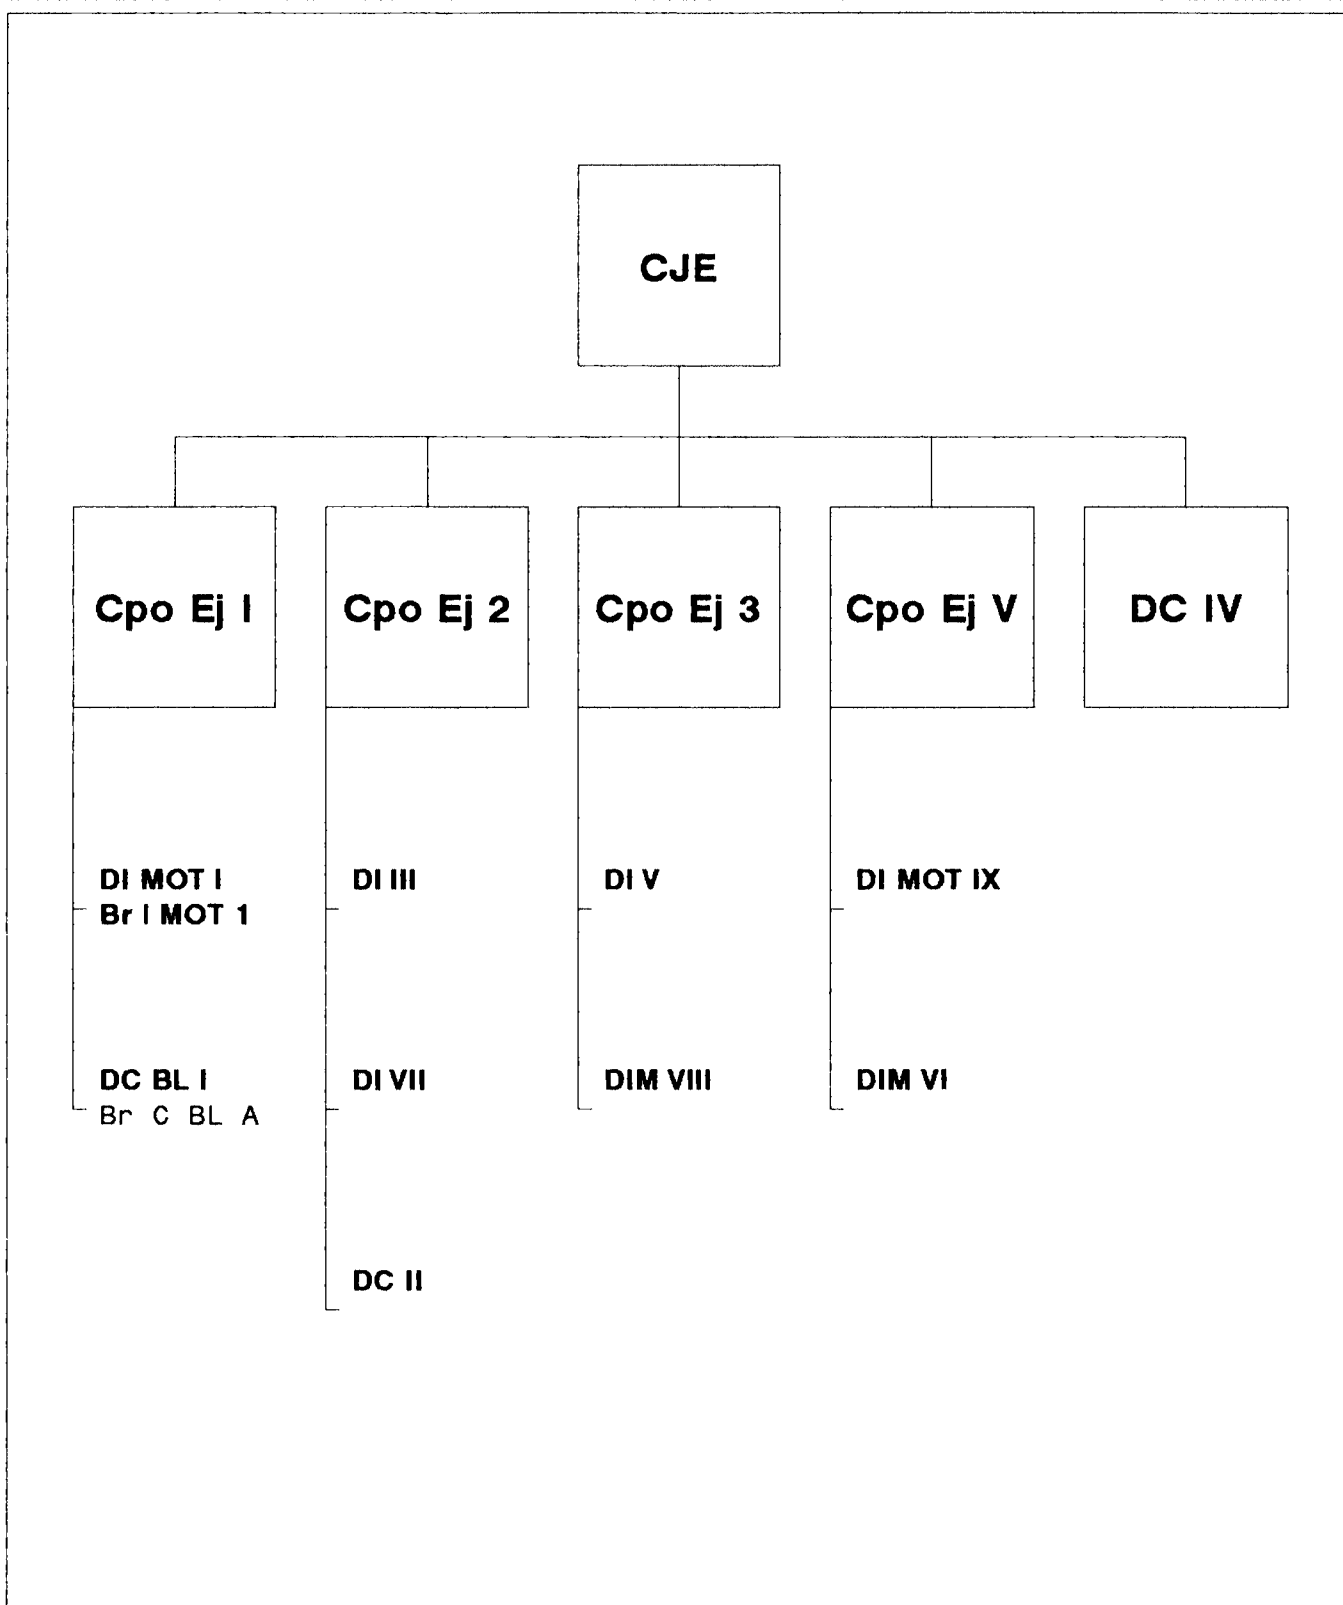 CJE
Cpo Ej I
Cpo Ej 2
Cpo Ej 3
Cpo Ej V
DC IV
DI MOT I
Br I MOT 1
DC BL I
Br C BL A
DI III
DI VII
DC II
DI V
DIM VIII
DI MOT IX
DIM VI